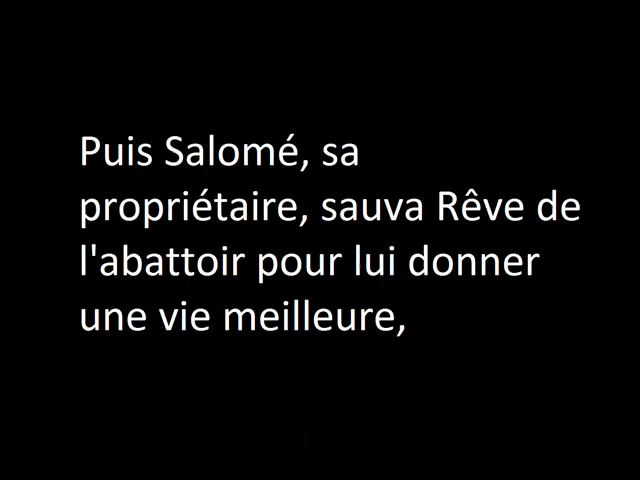 Puis Salomé, sa
propriétaire, sauva Rêve de
l'abattoir pour lui donner
une vie meilleure,